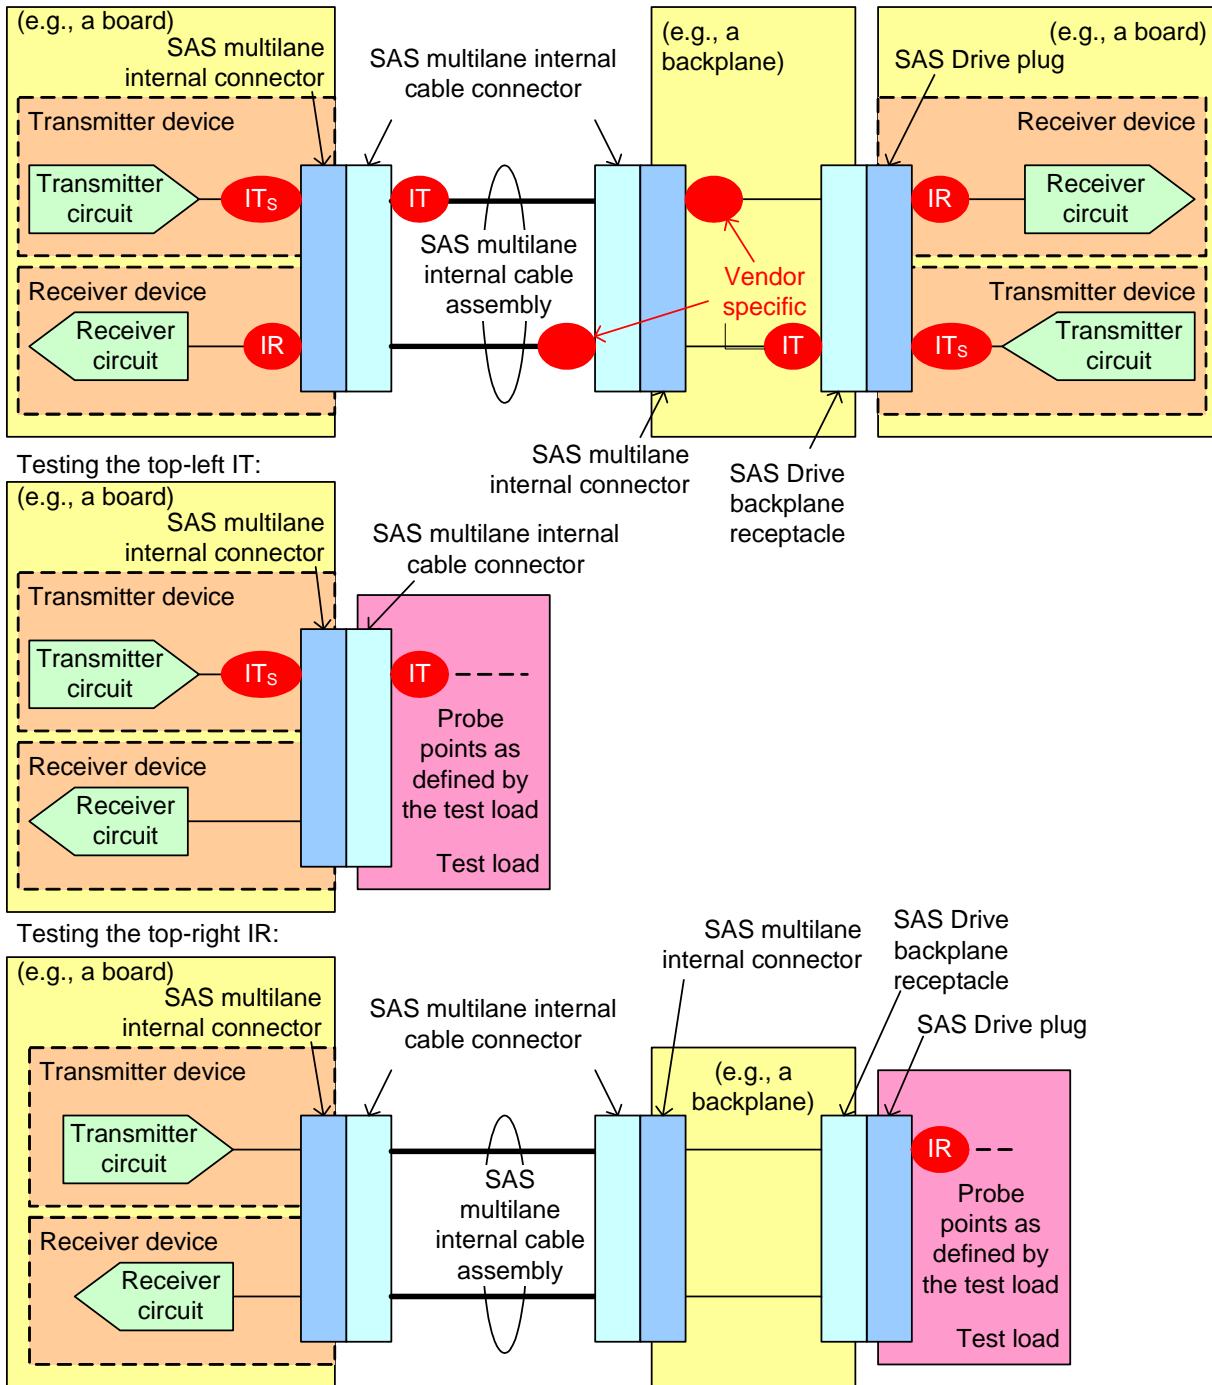 (e.g., a board)
SAS multilane
internal connector
SAS multilane internal
cable connector
(e.g., a
backplane)
(e.g., a board)
SAS Drive plug
Transmitter device
Transmitter
circuit
ITS
IT
IR
Receiver device
Receiver
circuit
SAS multilane
internal cable
assembly
Vendor
specific
Receiver device
Receiver
circuit
IR
IT
ITS
Transmitter device
Transmitter
circuit
SAS multilane
internal connector
SAS Drive
backplane
receptacle
Testing the top-left IT:
(e.g., a board)
SAS multilane
internal connector
SAS multilane internal
cable connector
Transmitter device
Transmitter
circuit
ITS
IT
Probe
points as
defined by
the test load
Test load
Receiver device
Receiver
circuit
Testing the top-right IR:
(e.g., a board)
SAS multilane
internal connector
SAS multilane internal
cable connector
SAS multilane
internal connector
SAS Drive
backplane
receptacle
SAS Drive plug
(e.g., a
backplane)
Transmitter device
Transmitter
circuit
IR
SAS
multilane
internal cable
assembly
Probe
points as
defined by
the test load
Test load
Receiver device
Receiver
circuit